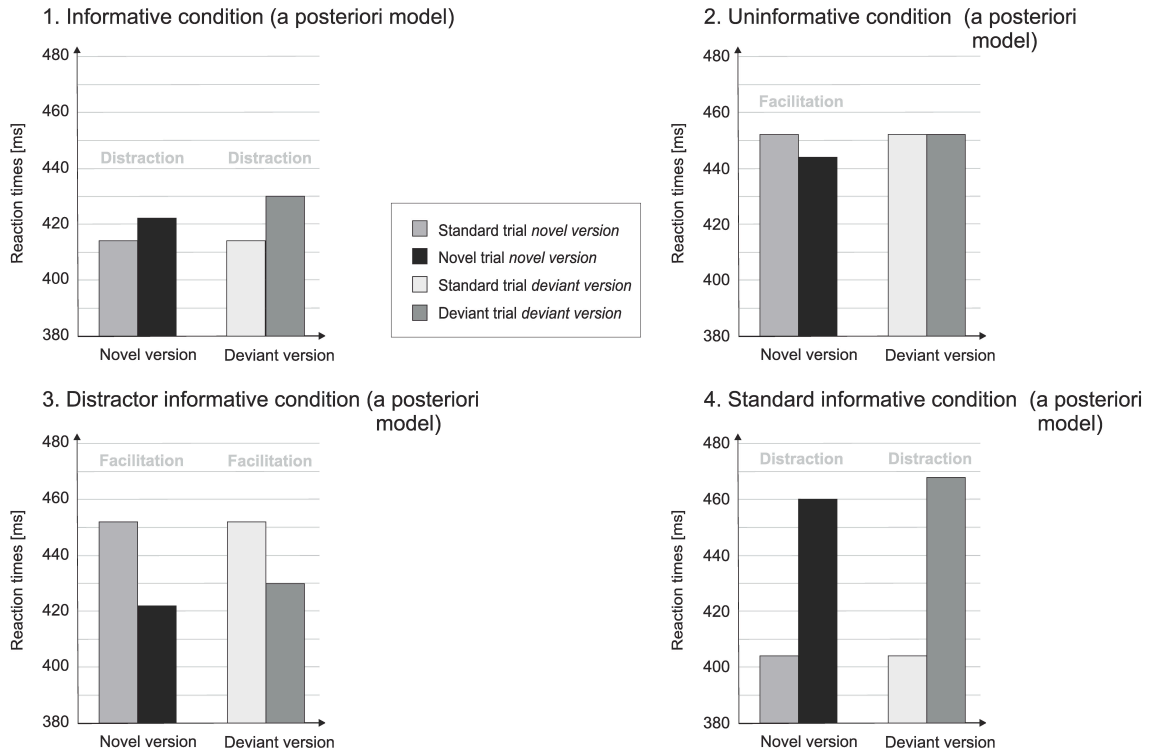 1. Informative condition (a posteriori model)
480
460
440
420
400
380
Reaction times [ms]
Distraction
Distraction
Novel version
Deviant version
2. Uninformative condition (a posteriori
model)
480
460
440
420
400
380
Reaction times [ms]
Facilitation
Novel version
Deviant version
Standard trial novel version
Novel trial novel version
Standard trial deviant version
Deviant trial deviant version
3. Distractor informative condition (a posteriori
model)
480
460
440
420
400
380
Reaction times [ms]
Facilitation
Facilitation
Novel version
Deviant version
4. Standard informative condition (a posteriori
model)
480
460
440
420
400
380
Reaction times [ms]
Distraction
Distraction
Novel version
Deviant version